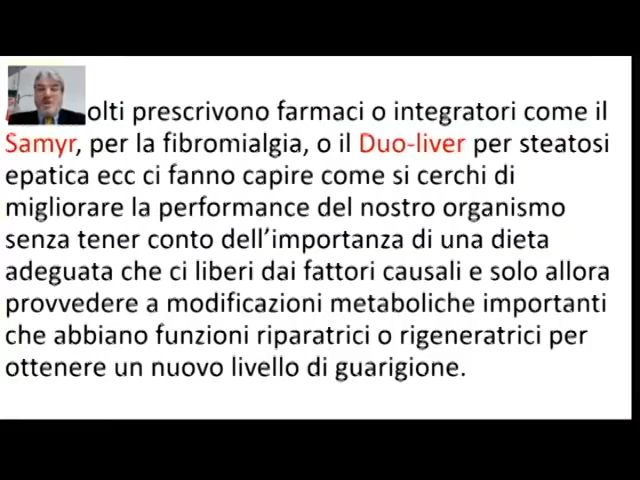 olti prescrivono farmaci o integratori come il
Samyr, per la fibromialgia, o il Duo-liver per steatosi
epatica ecc ci fanno capire come si cerchi di
migliorare la performance del nostro organismo
senza tener conto dell’importanza di una dieta
adeguata che ci liberi dai fattori causali e solo allora
provvedere a modificazioni metaboliche importanti
che abbiano funzioni riparatrici o rigeneratrici per
ottenere un nuovo livello di guarigione.